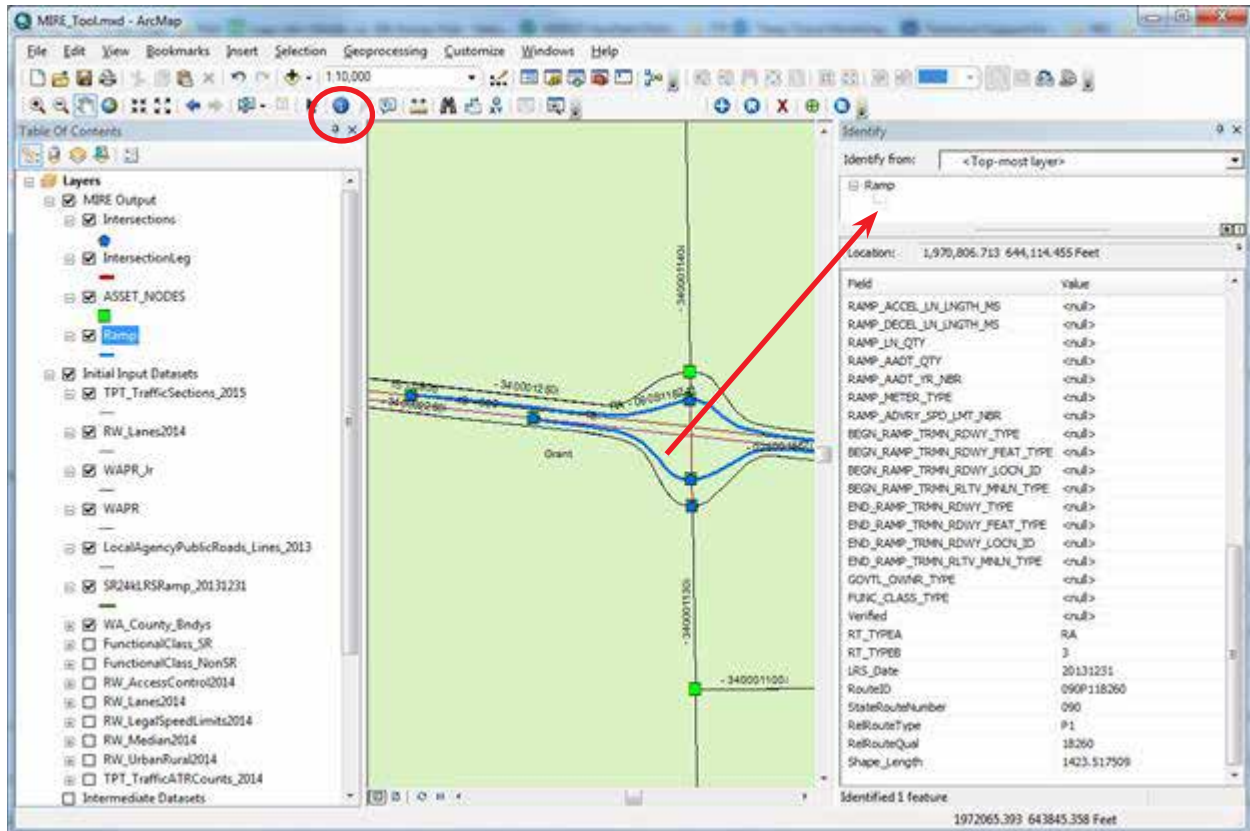 MIRE_Tool.mxd - ArcMap
File Edit View Bookmarks Insert Selection Geoprocessing Customize Windows Help
1:10,000
Table Of Contents
Layers
MIRE Output
Intersections
IntersectionLeg
ASSET_NODES
Ramp
Initial Input Datasets
TPT_TrafficSections_2015
RW_Lanes2014
WAPR_Jr
WAPR
LocalAgencyPublicRoads_Lines_2013
SR24kLRSRamp_20131231
WA_County_Bndys
FunctionalClass_SR
FunctionalClass_NonSR
RW_AccessControl2014
RW_Lanes2014
RW_LegalSpeedLimits2014
RW_Median2014
RW_UrbanRural2014
TPT_TrafficATRCounts_2014
Intermediate Datasets
- 340001140i
- 340001280i
Grant
- 340001130i
- 340001100i
Identify
Identify from: <Top-most layer>
Ramp
Location: 1,970,806.713 644,114.455 Feet
Field Value
RAMP_ACCEL_LN_LNGTH_MS <null>
RAMP_DECEL_LN_LNGTH_MS <null>
RAMP_LN_QTY <null>
RAMP_AADT_QTY <null>
RAMP_AADT_YR_NBR <null>
RAMP_METER_TYPE <null>
RAMP_ADVRY_SPD_LMT_NBR <null>
BEGN_RAMP_TRMN_RDWY_TYPE <null>
BEGN_RAMP_TRMN_RDWY_FEAT_TYPE <null>
BEGN_RAMP_TRMN_RDWY_LOCN_ID <null>
BEGN_RAMP_TRMN_RLTV_MNLN_TYPE <null>
END_RAMP_TRMN_RDWY_TYPE <null>
END_RAMP_TRMN_RDWY_FEAT_TYPE <null>
END_RAMP_TRMN_RDWY_LOCN_ID <null>
END_RAMP_TRMN_RLTV_MNLN_TYPE <null>
GOVTL_OWNR_TYPE <null>
FUNC_CLASS_TYPE <null>
Verified <null>
RT_TYPEA RA
RT_TYPEB 3
LRS_Date 20131231
RouteID 090P118260
StateRouteNumber 090
RelRouteType P1
RelRouteQual 18260
Shape_Length 1423.517509
Identified 1 feature
1972065.393 643845.358 Feet